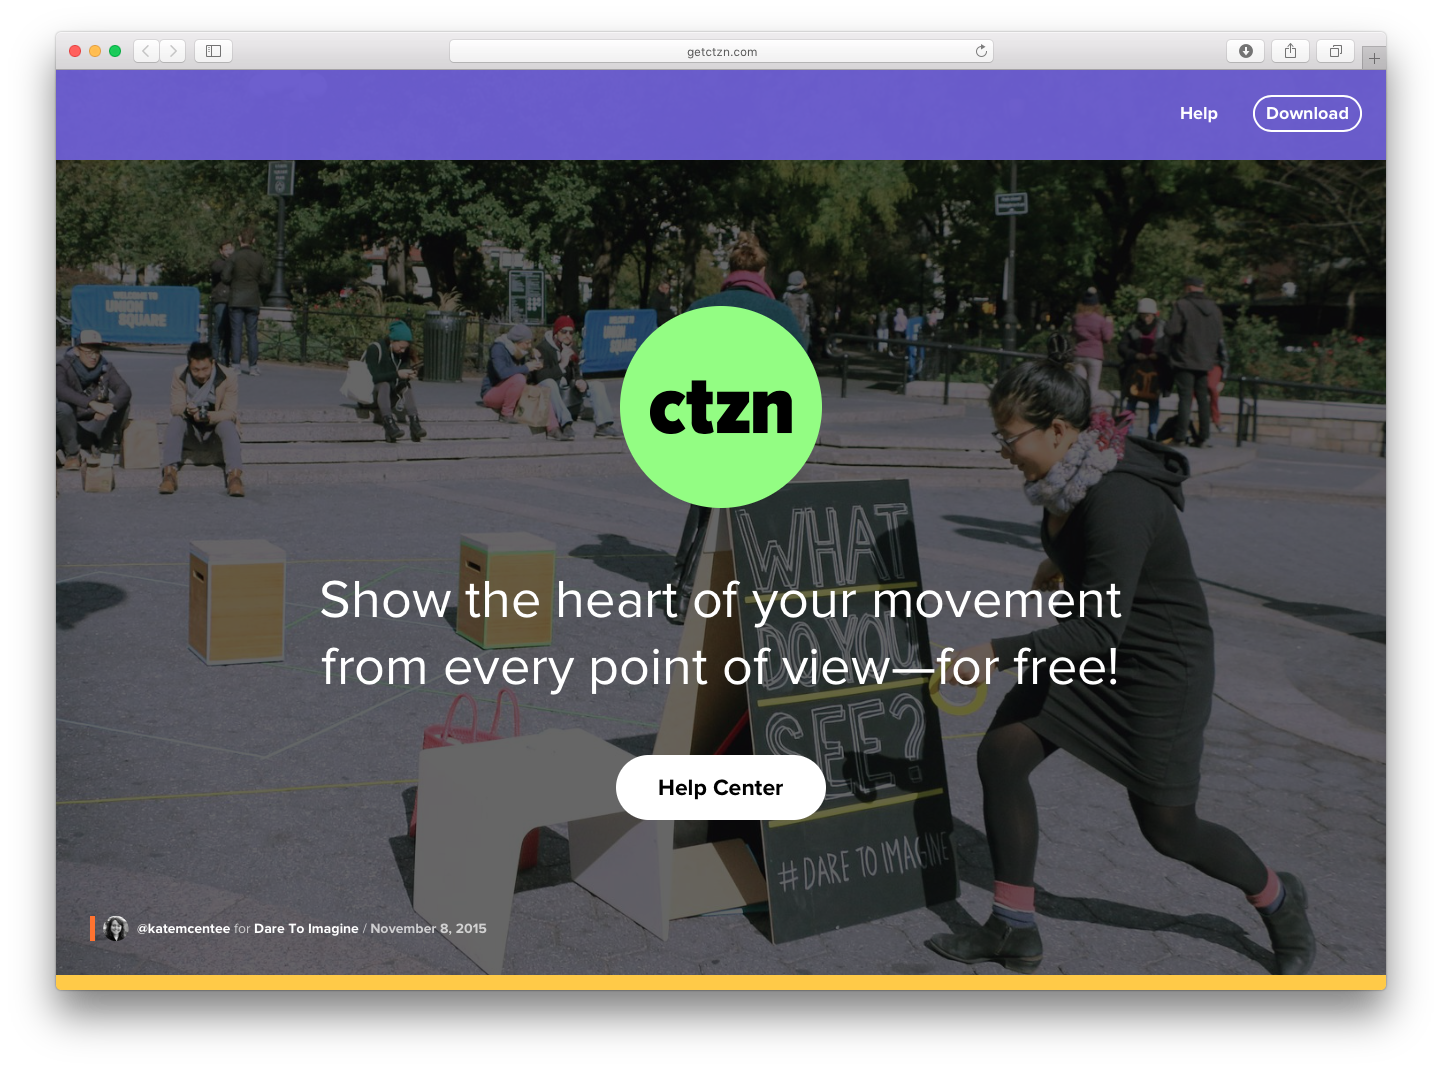 getctzn.com
Help
Download
WELCOME TO
UNION
SQUARE
UNION
SQUARE
ctzn
WHAT
DO YOU
SEE?
# DARE TO IMAGINE
Show the heart of your movement
from every point of view—for free!
Help Center
@katemcentee for Dare To Imagine / November 8, 2015